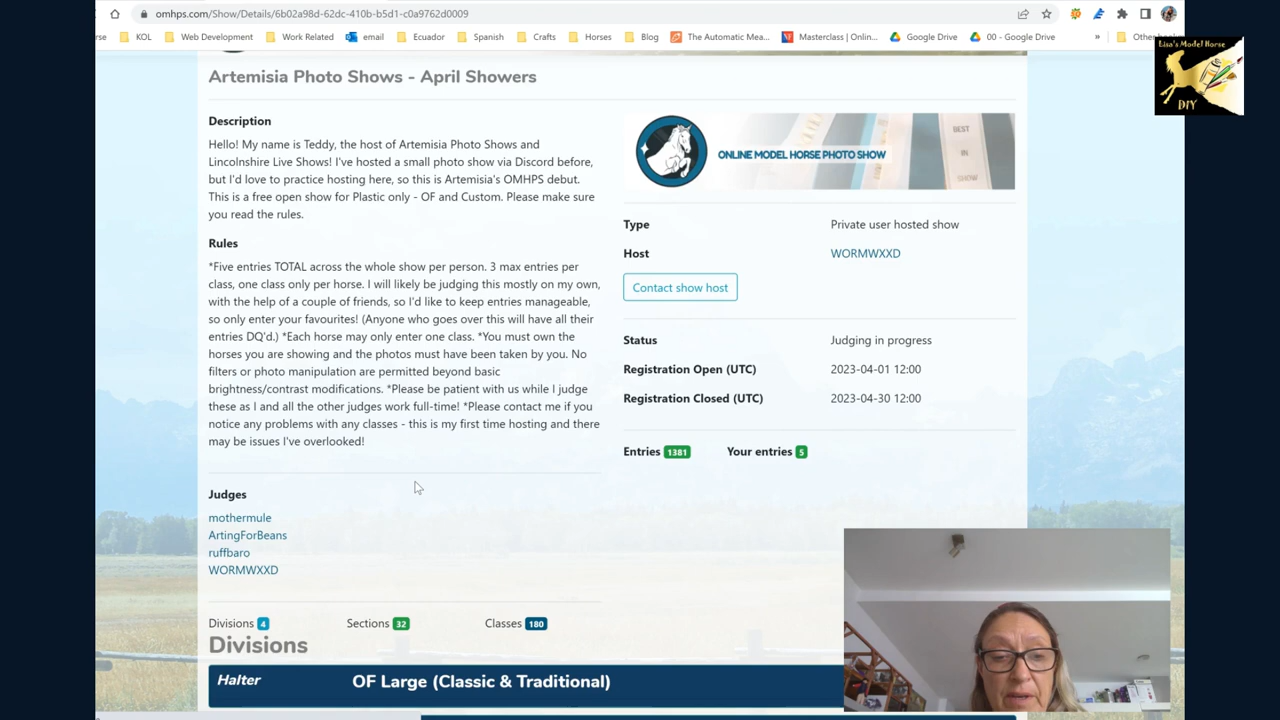 omhps.com/Show/Details/6b02a98d-62dc-410b-b5d1-c0a9762d0009
rse KOL Web Development Work Related email Ecuador Spanish Crafts Horses Blog The Automatic Mea... Masterclass | Onlin... Google Drive 00 - Google Drive » Other
Lisa's Model Horse
DIY
Artemisia Photo Shows - April Showers
Description
Hello! My name is Teddy, the host of Artemisia Photo Shows and
Lincolnshire Live Shows! I've hosted a small photo show via Discord before,
but I'd love to practice hosting here, so this is Artemisia's OMHPS debut.
This is a free open show for Plastic only - OF and Custom. Please make sure
you read the rules.
Rules
*Five entries TOTAL across the whole show per person. 3 max entries per
class, one class only per horse. I will likely be judging this mostly on my own,
with the help of a couple of friends, so I'd like to keep entries manageable,
so only enter your favourites! (Anyone who goes over this will have all their
entries DQ'd.) *Each horse may only enter one class. *You must own the
horses you are showing and the photos must have been taken by you. No
filters or photo manipulation are permitted beyond basic
brightness/contrast modifications. *Please be patient with us while I judge
these as I and all the other judges work full-time! *Please contact me if you
notice any problems with any classes - this is my first time hosting and there
may be issues I've overlooked!
Judges
mothermule
ArtingForBeans
ruffbaro
WORMWXXD
Divisions 4 Sections 32 Classes 180
ONLINE MODEL HORSE PHOTO SHOW
BEST
IN
SHOW
Type Private user hosted show
Host WORMWXXD
Contact show host
Status Judging in progress
Registration Open (UTC) 2023-04-01 12:00
Registration Closed (UTC) 2023-04-30 12:00
Entries 1381 Your entries 5
Divisions
Halter OF Large (Classic & Traditional)